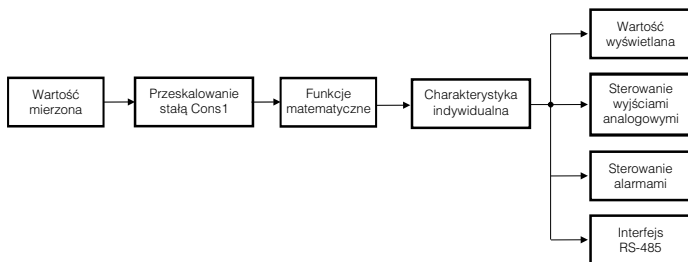 Wartość
mierzona
Przeskalowanie
stałą Cons1
Funkcje
matematyczne
Charakterystyka
indywidualna
Wartość
wyświetlana
Sterowanie
wyjściami
analogowymi
Sterowanie
alarmami
Interfejs
RS-485